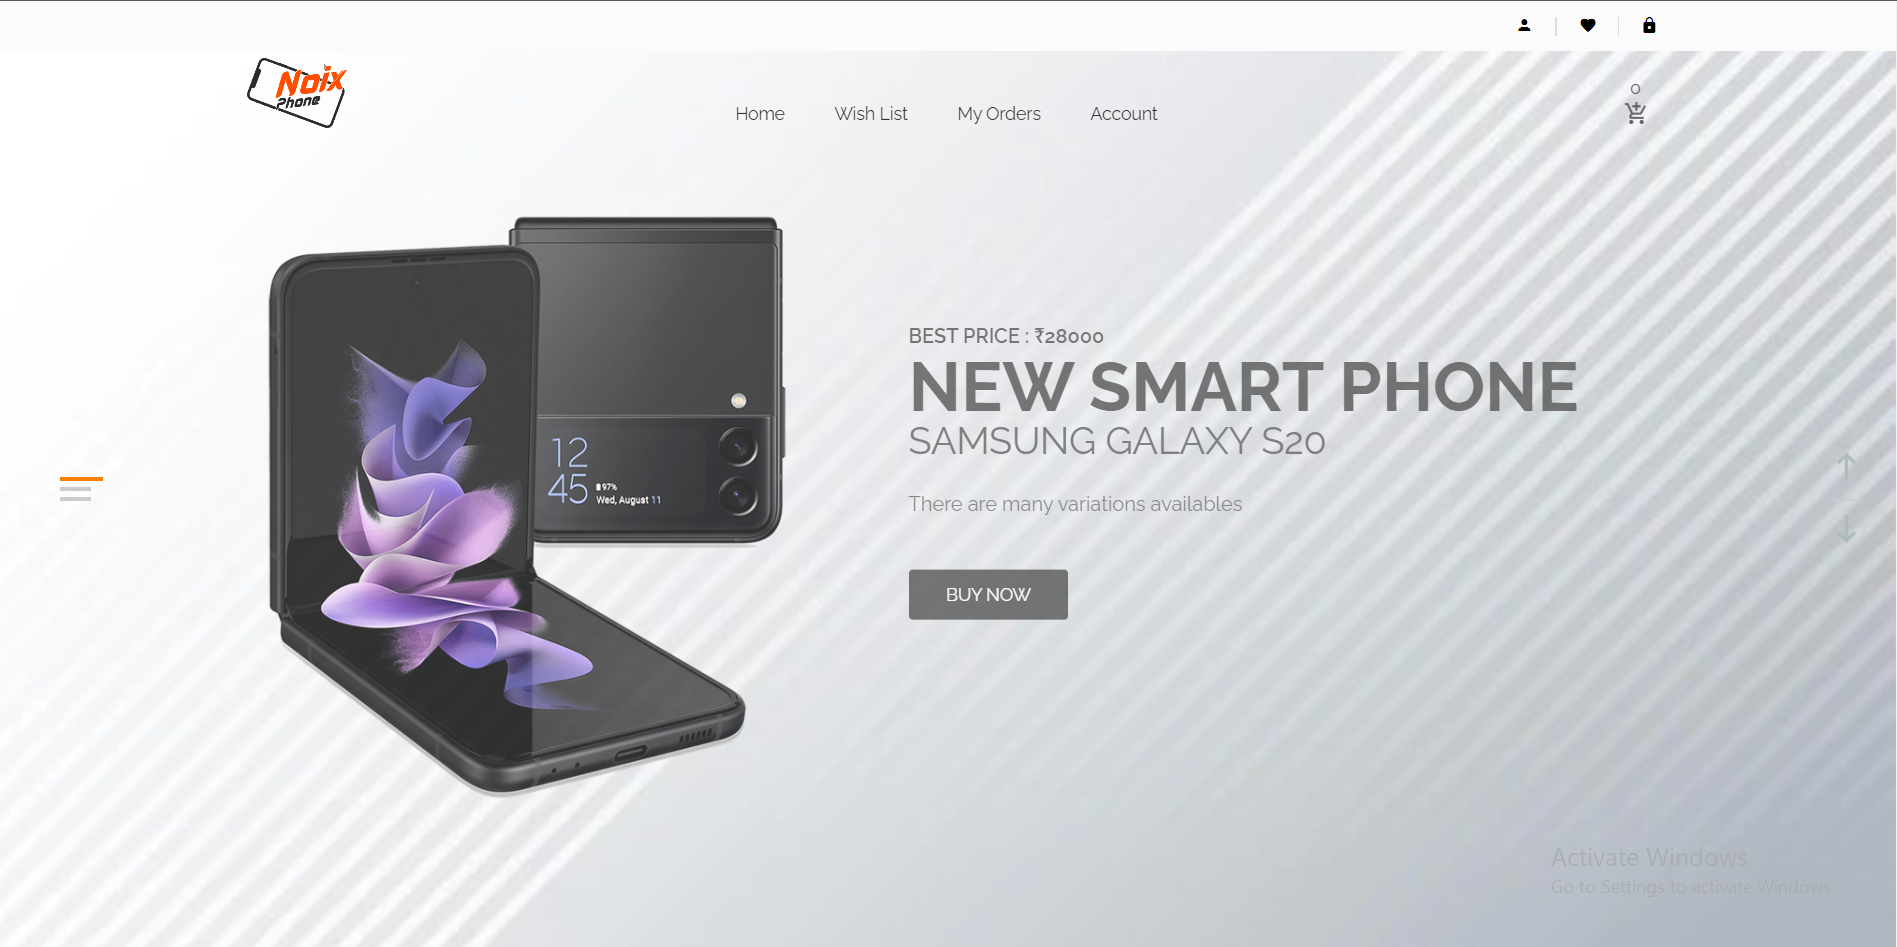 Noix
Phone
Home
Wish List
My Orders
Account
0
12
45
97%
Wed, August 11
BEST PRICE : ₹28000
NEW SMART PHONE
SAMSUNG GALAXY S20
There are many variations availables
BUY NOW
Activate Windows
Go to Settings to activate Windows.